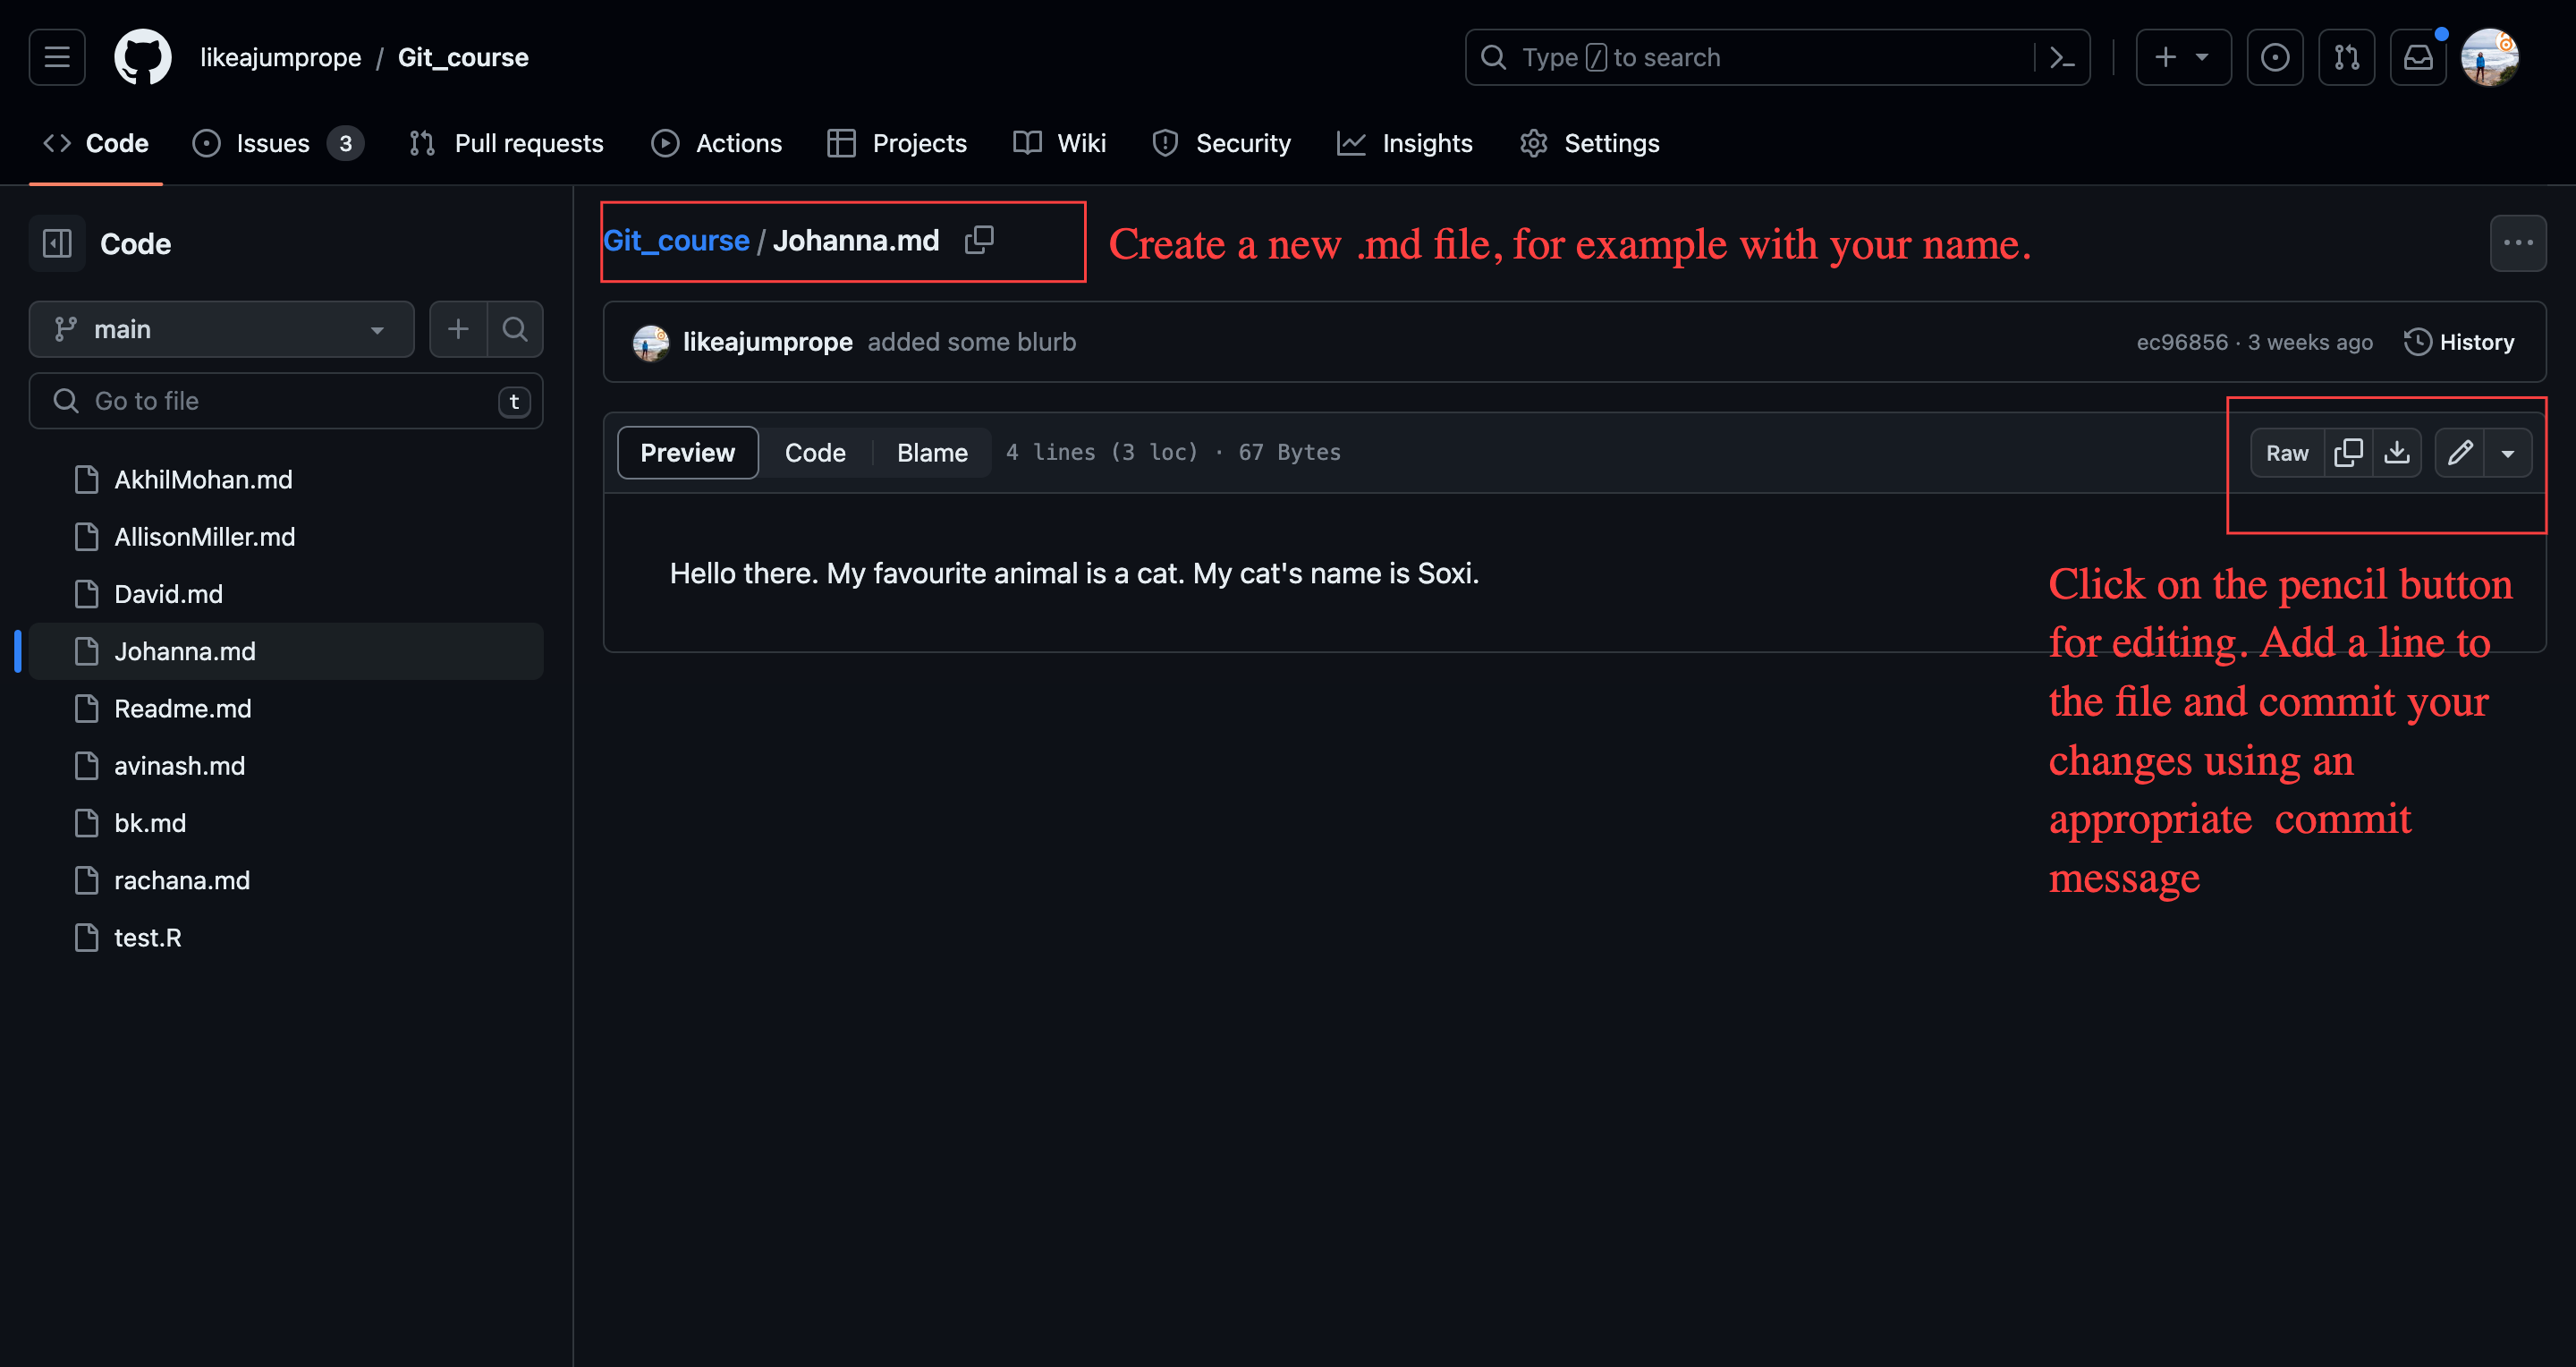 likeajumprope / Git_course
Type / to search
Code
Issues 3
Pull requests
Actions
Projects
Wiki
Security
Insights
Settings
Code
main
Go to file
t
AkhilMohan.md
AllisonMiller.md
David.md
Johanna.md
Readme.md
avinash.md
bk.md
rachana.md
test.R
Git_course / Johanna.md
Create a new .md file, for example with your name.
likeajumprope added some blurb
ec96856 · 3 weeks ago
History
Preview
Code
Blame
4 lines (3 loc) · 67 Bytes
Raw
Hello there. My favourite animal is a cat. My cat's name is Soxi.
Click on the pencil button
for editing. Add a line to
the file and commit your
changes using an
appropriate commit
message